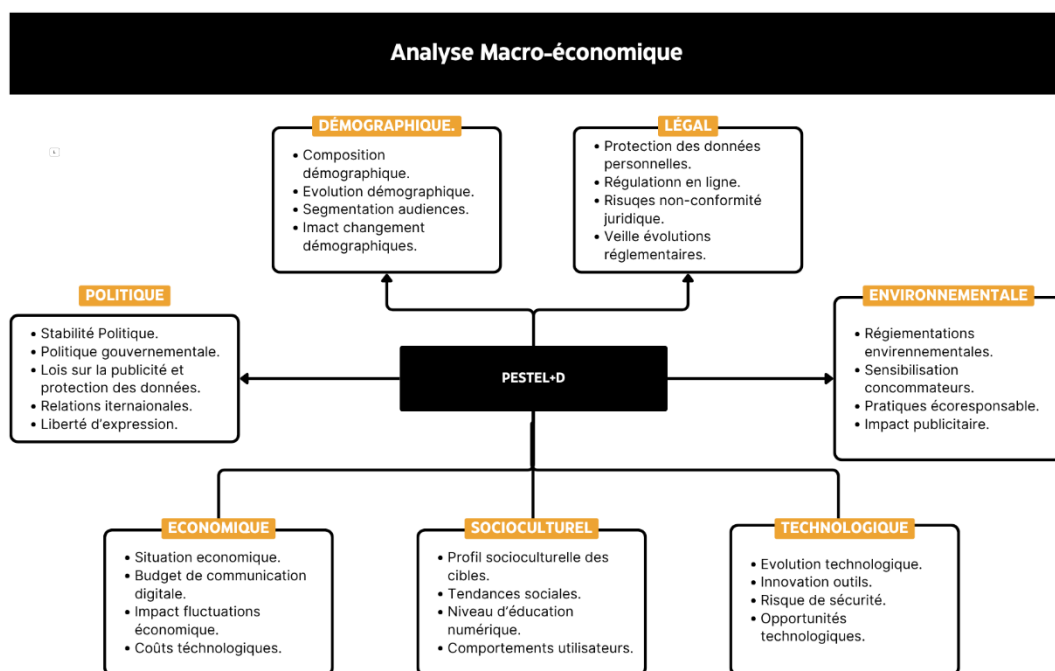 Analyse Macro-économique
DÉMOGRAPHIQUE.
• Composition
démographique.
• Evolution démographique.
• Segmentation audiences.
• Imact changement
démographiques.
LÉGAL
• Protection des données
personnelles.
• Régulationn en ligne.
• Risuqes non-conformité
juridique.
• Veille évolutions
réglementaires.
POLITIQUE
• Stabilité Politique.
• Politique gouvernementale.
• Lois sur la publicité et
protection des données.
• Relations iternaionales.
• Liberté d'expression.
PESTEL+D
ENVIRONNEMENTALE
• Régiementations
envirennementales.
• Sensibilisation
concommateurs.
• Pratiques écoresponsable.
• Impact publicitaire.
ECONOMIQUE
• Situation economique.
• Budget de communication
digitale.
• Impact fluctuations
économique.
• Coûts téchnologiques.
SOCIOCULTUREL
• Profil socioculturelle des
cibles.
• Tendances sociales.
• Niveau d'éducation
numérique.
• Comportements utilisateurs.
TECHNOLOGIQUE
• Evolution technologique.
• Innovation outils.
• Risque de sécurité.
• Opportunités
technologiques.